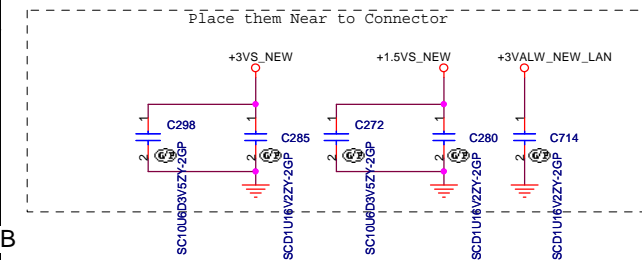 Place them Near to Connector
+3VS_NEW
+1.5VS_NEW
+3VALW_NEW_LAN
1
C298
2
SC10U6D3V5ZY-2GP
1
C285
2
SCD1U16V2ZY-2GP
1
C272
2
SC10U6D3V5ZY-2GP
1
C280
2
SCD1U16V2ZY-2GP
1
C714
2
SCD1U16V2ZY-2GP
B